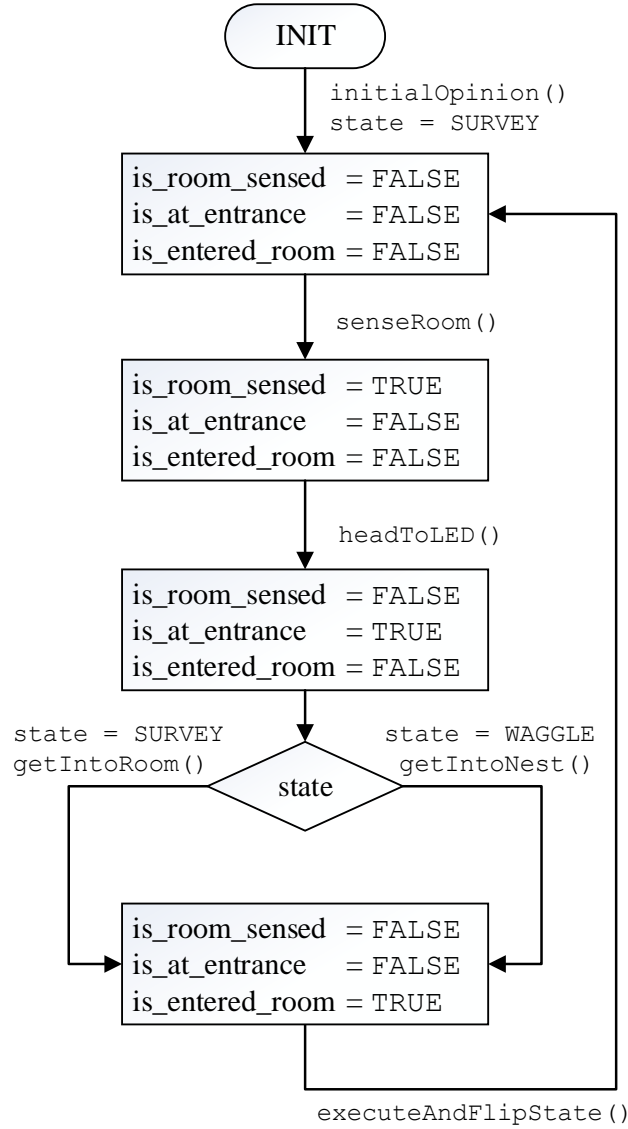 INIT
initialOpinion()
state = SURVEY
is_room_sensed = FALSE
is_at_entrance = FALSE
is_entered_room = FALSE
senseRoom()
is_room_sensed = TRUE
is_at_entrance = FALSE
is_entered_room = FALSE
headToLED()
is_room_sensed = FALSE
is_at_entrance = TRUE
is_entered_room = FALSE
state = SURVEY
getIntoRoom()
state = WAGGLE
getIntoNest()
state
is_room_sensed = FALSE
is_at_entrance = FALSE
is_entered_room = TRUE
executeAndFlipState()